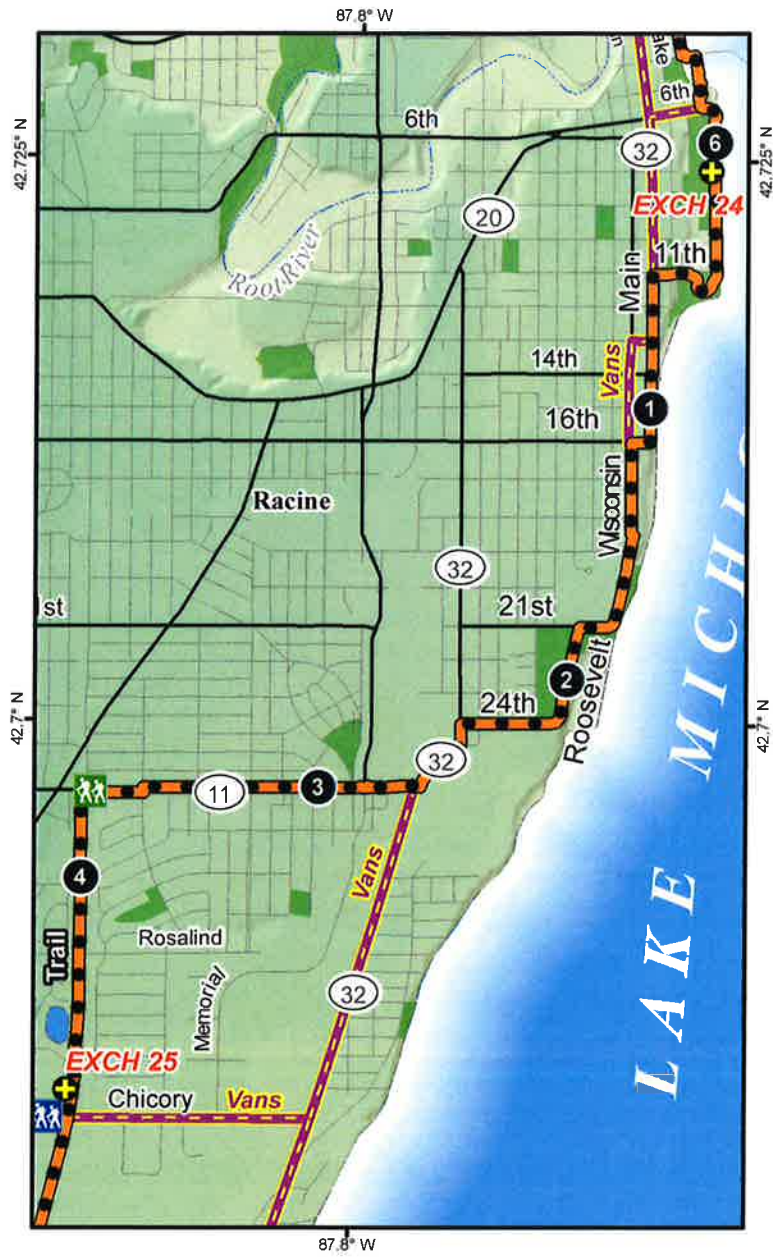 87.8° W
6th
6th
6
32
42.725° N
42.725° N
EXCH 24
20
Root River
Main
11th
14th
Vans
1
16th
Wisconsin
Racine
32
21st
2
Roosevelt
24th
42.7° N
42.7° N
32
11
3
4
Vans
LAKE MICHI
Rosalind
Trail
Memorial
32
EXCH 25
Chicory
Vans
87.8° W